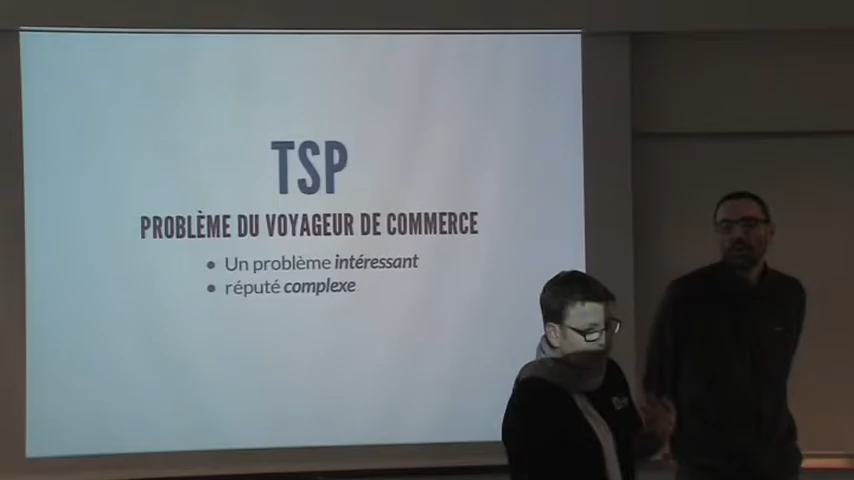 TSP
PROBLÈME DU VOYAGEUR DE COMMERCE
Un problème intéressant
réputé complexe